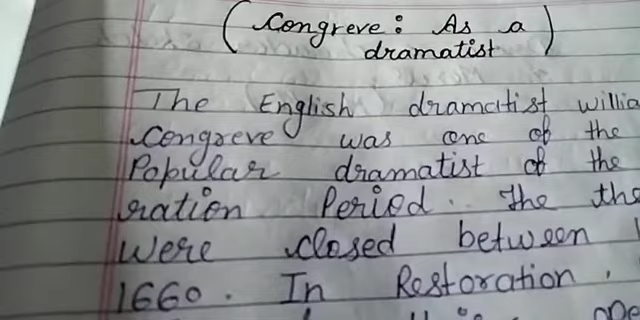 (Congreve: As a
dramatist)
The English dramatist
Congreve was one of the
Popular dramatist of the
ration Period. The
were closed between
1660. In Restoration,